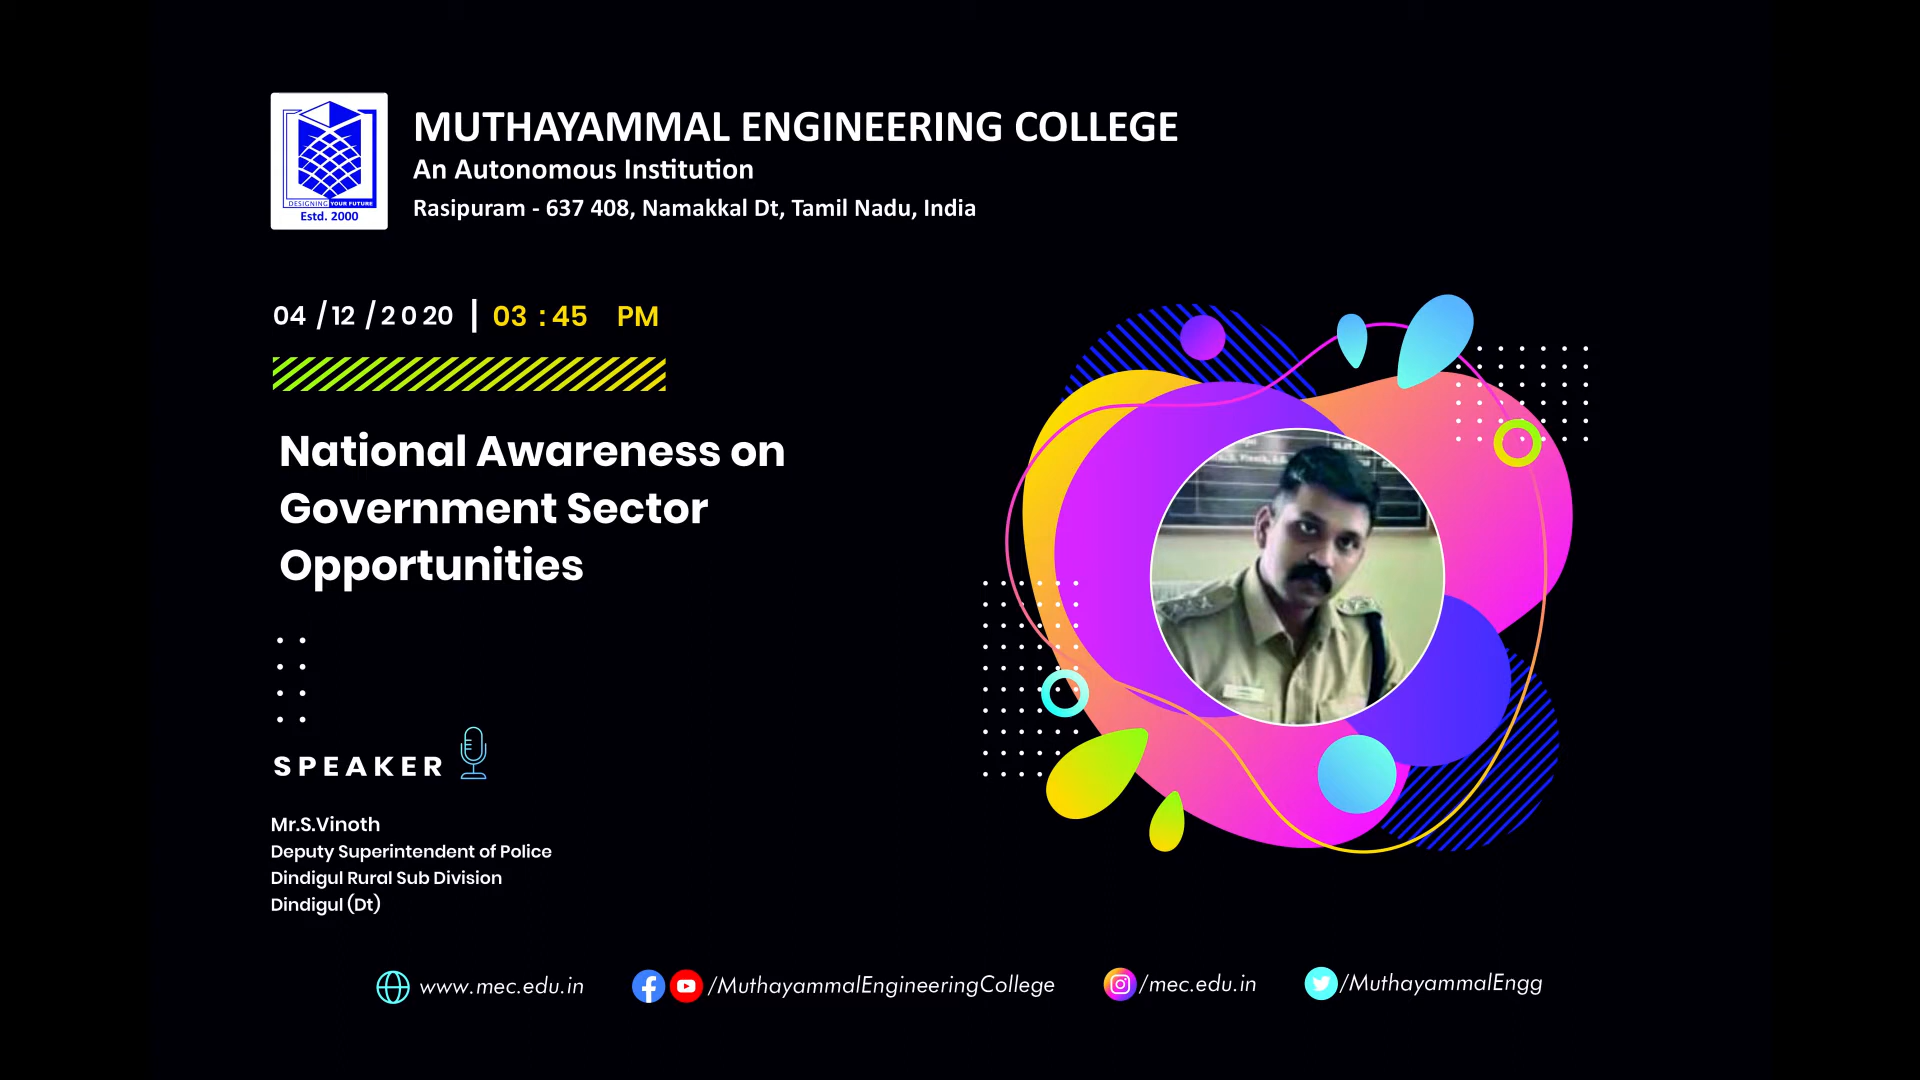 DESIGNING YOUR FUTURE
Estd. 2000
MUTHAYAMMAL ENGINEERING COLLEGE
An Autonomous Institution
Rasipuram - 637 408, Namakkal Dt, Tamil Nadu, India
04 /12 /2020 | 03 : 45 PM
National Awareness on
Government Sector
Opportunities
SPEAKER
Mr.S.Vinoth
Deputy Superintendent of Police
Dindigul Rural Sub Division
Dindigul (Dt)
www.mec.edu.in /MuthayammalEngineeringCollege /mec.edu.in /MuthayammalEngg